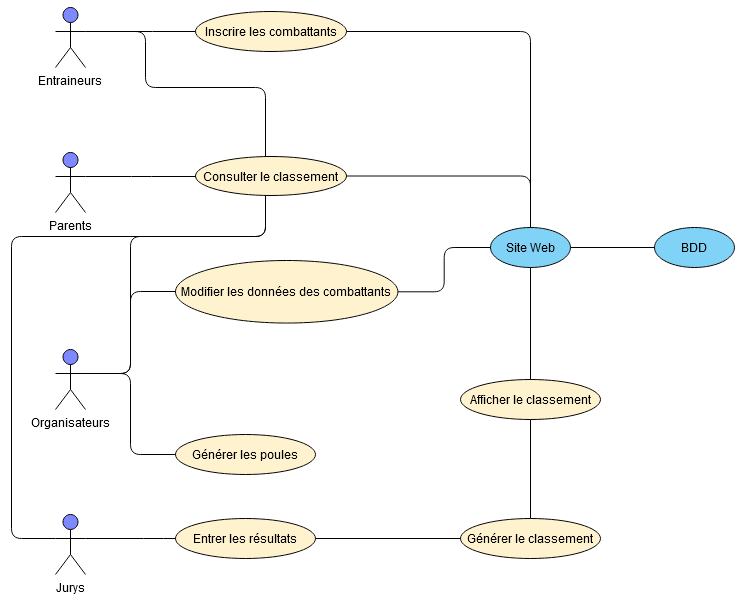 Inscrire les combattants
Entraineurs
Consulter le classement
Parents
Site Web
BDD
Modifier les données des combattants
Afficher le classement
Organisateurs
Générer les poules
Entrer les résultats
Générer le classement
Jurys